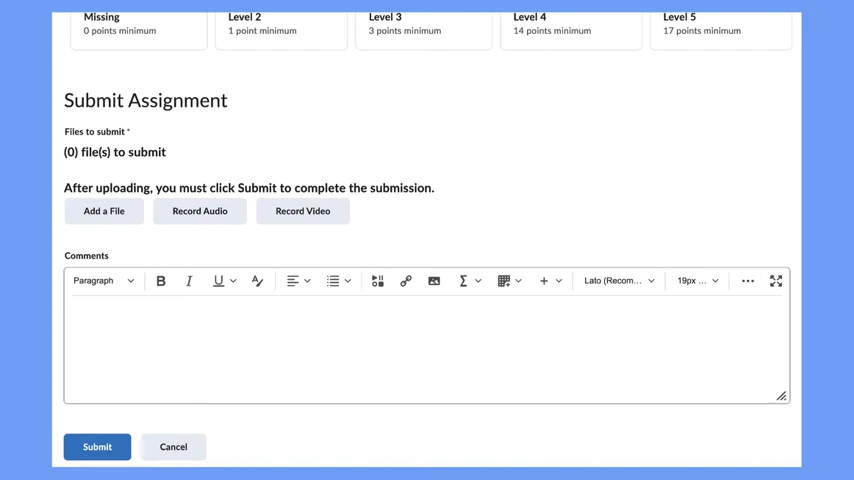 Missing Level 2 Level 3 Level 4 Level 5
0 points minimum 1 point minimum 3 points minimum 14 points minimum 17 points minimum
Submit Assignment
Files to submit *
(0) file(s) to submit
After uploading, you must click Submit to complete the submission.
Add a File Record Audio Record Video
Comments
Paragraph B I U Lato (Recom... 19px ...
Submit Cancel